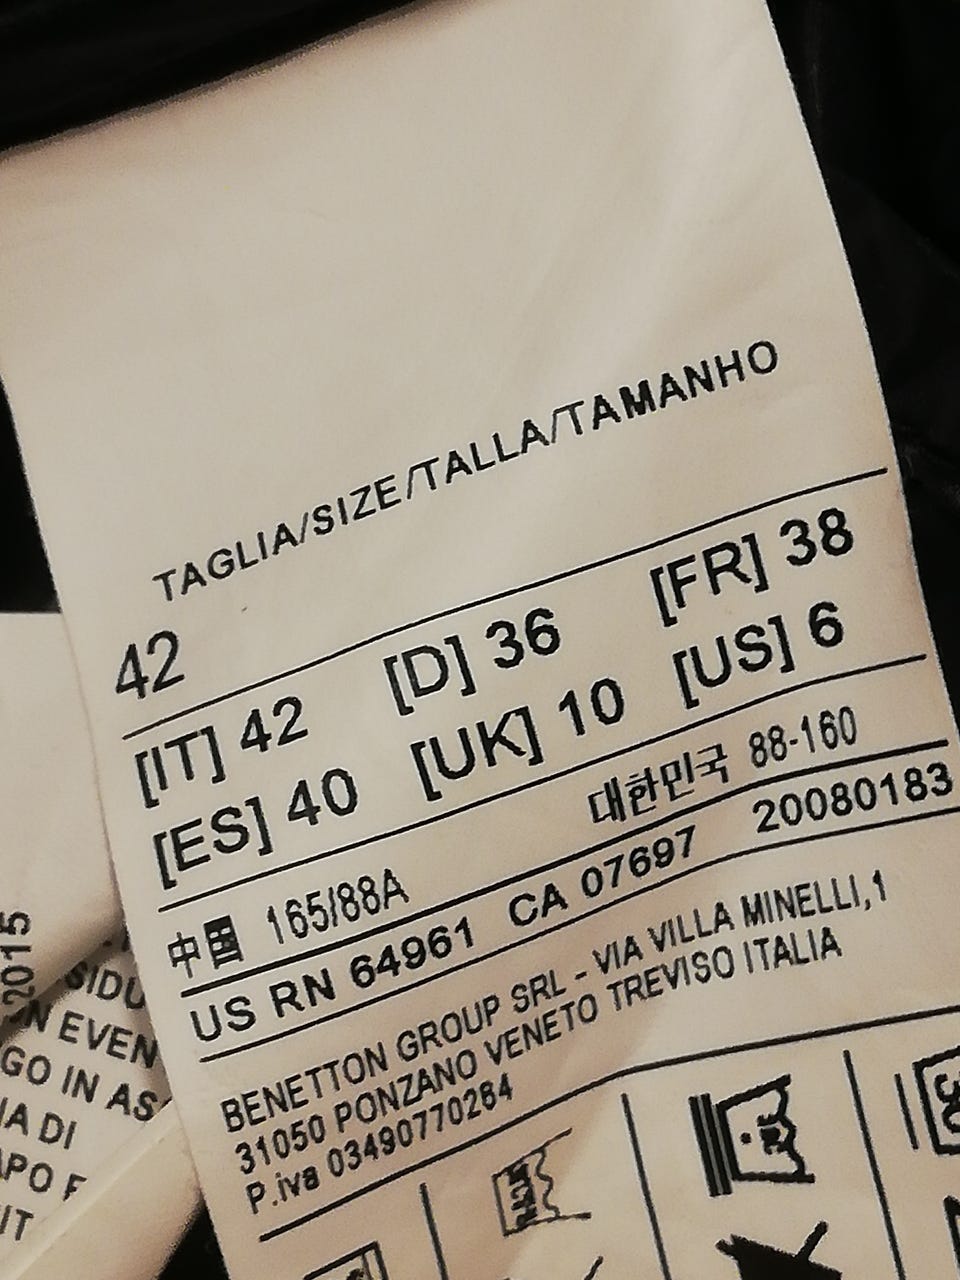 TAGLIA/SIZE/TALLA/TAMANHO
42
[IT] 42 [D] 36 [FR] 38
[ES] 40 [UK] 10 [US] 6
中国 165/88A 대한민국 88-160
US RN 64961 CA 07697 20080183
BENETTON GROUP SRL - VIA VILLA MINELLI,1
31050 PONZANO VENETO TREVISO ITALIA
P.iva 03490770264
2015
SIDU
N EVEN
GO IN AS
IA DI
APO F
IT